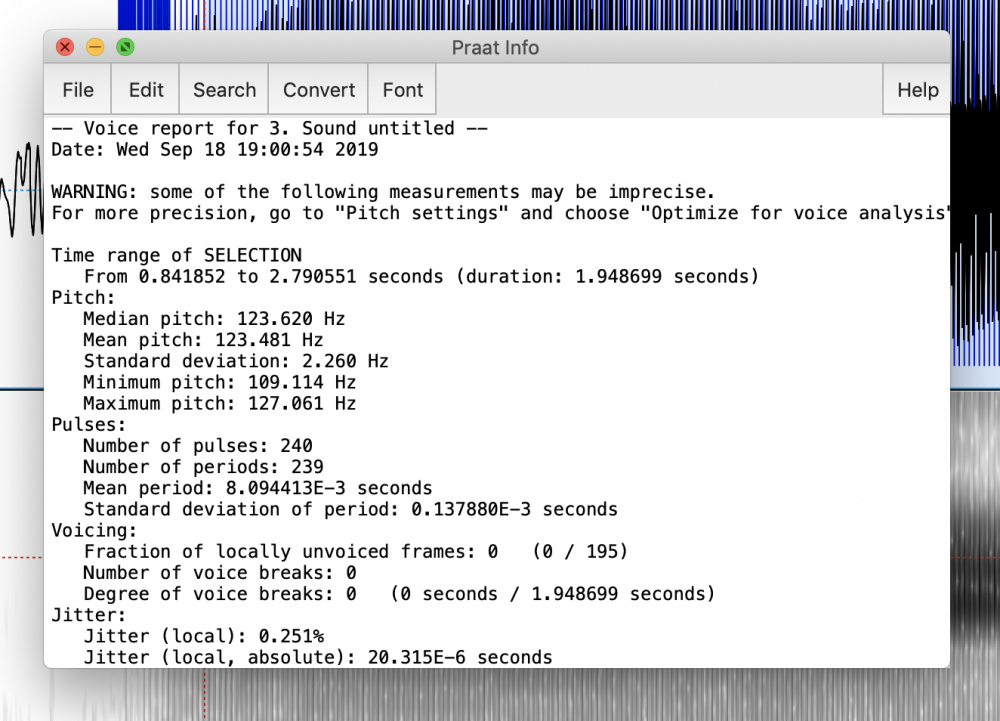 Praat Info
File Edit Search Convert Font Help
-- Voice report for 3. Sound untitled --
Date: Wed Sep 18 19:00:54 2019
WARNING: some of the following measurements may be imprecise.
For more precision, go to "Pitch settings" and choose "Optimize for voice analysis"
Time range of SELECTION
From 0.841852 to 2.790551 seconds (duration: 1.948699 seconds)
Pitch:
Median pitch: 123.620 Hz
Mean pitch: 123.481 Hz
Standard deviation: 2.260 Hz
Minimum pitch: 109.114 Hz
Maximum pitch: 127.061 Hz
Pulses:
Number of pulses: 240
Number of periods: 239
Mean period: 8.094413E-3 seconds
Standard deviation of period: 0.137880E-3 seconds
Voicing:
Fraction of locally unvoiced frames: 0 (0 / 195)
Number of voice breaks: 0
Degree of voice breaks: 0 (0 seconds / 1.948699 seconds)
Jitter:
Jitter (local): 0.251%
Jitter (local, absolute): 20.315E-6 seconds